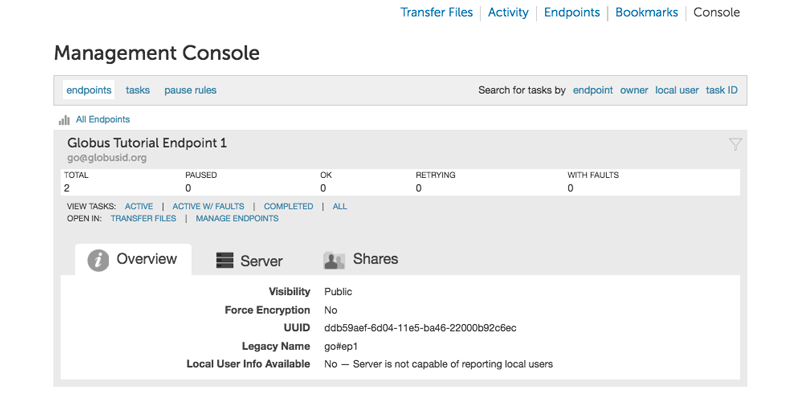 Transfer Files | Activity | Endpoints | Bookmarks | Console
Management Console
endpoints tasks pause rules Search for tasks by endpoint owner local user task ID
All Endpoints
Globus Tutorial Endpoint 1
go@globusid.org
TOTAL PAUSED OK RETRYING WITH FAULTS
2 0 0 0 0
VIEW TASKS: ACTIVE | ACTIVE W/ FAULTS | COMPLETED | ALL
OPEN IN: TRANSFER FILES | MANAGE ENDPOINTS
Overview Server Shares
Visibility Public
Force Encryption No
UUID ddb59aef-6d04-11e5-ba46-22000b92c6ec
Legacy Name go#ep1
Local User Info Available No — Server is not capable of reporting local users